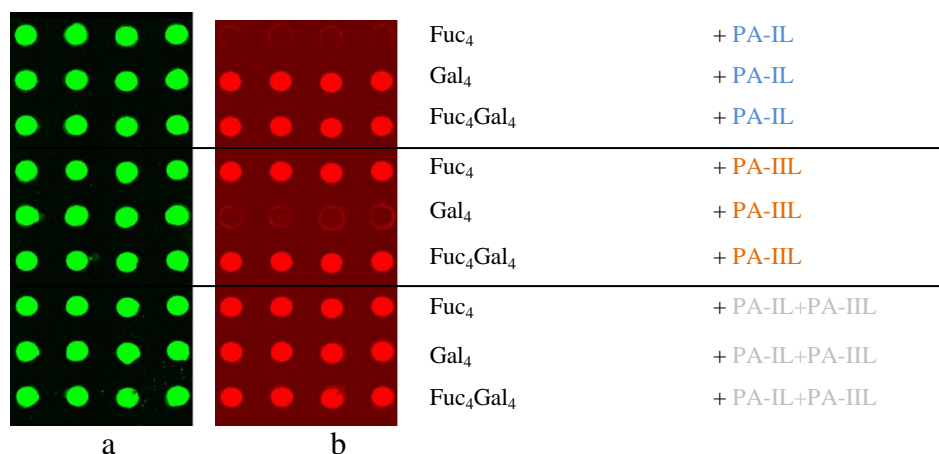 Fuc₄ + PA-IL
Gal₄ + PA-IL
Fuc₄Gal₄ + PA-IL
Fuc₄ + PA-IIL
Gal₄ + PA-IIL
Fuc₄Gal₄ + PA-IIL
Fuc₄ + PA-IL+PA-IIL
Gal₄ + PA-IL+PA-IIL
Fuc₄Gal₄ + PA-IL+PA-IIL
a b